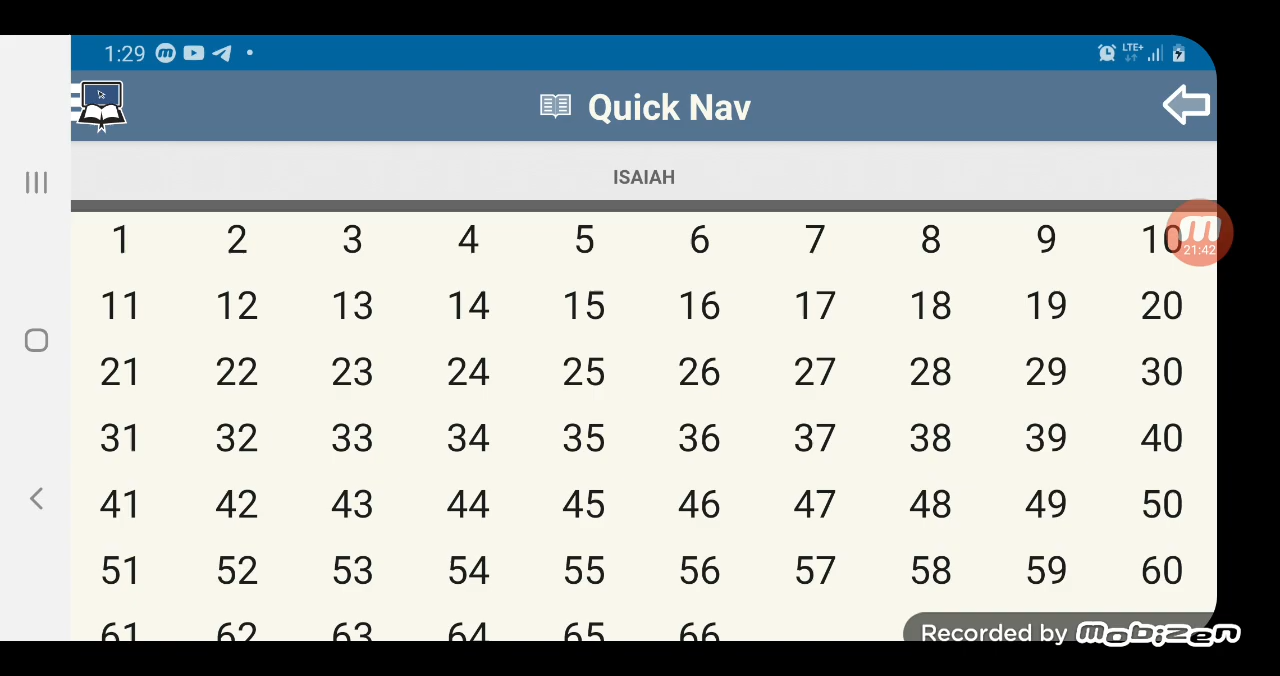 1:29
LTE+
Quick Nav
ISAIAH
1 2 3 4 5 6 7 8 9 10
21:42
11 12 13 14 15 16 17 18 19 20
21 22 23 24 25 26 27 28 29 30
31 32 33 34 35 36 37 38 39 40
41 42 43 44 45 46 47 48 49 50
51 52 53 54 55 56 57 58 59 60
61 62 63 64 65 66
Recorded by mobizen